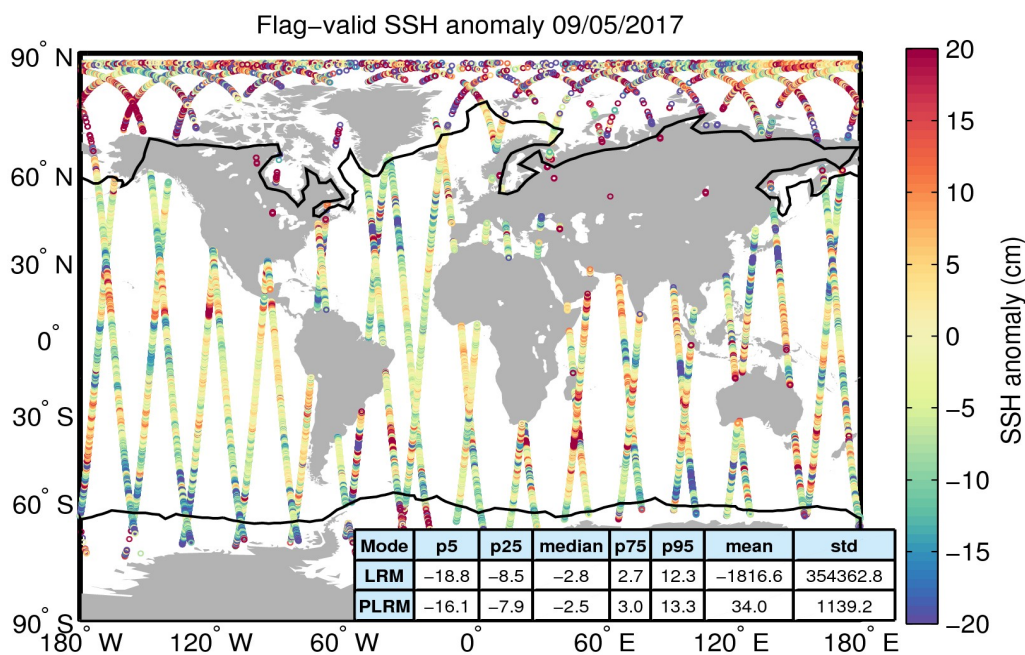 Flag−valid SSH anomaly 09/05/2017
90° N
60° N
30° N
0°
30° S
60° S
90° S
180° W 120° W 60° W 0° 60° E 120° E 180° E
Mode p5 p25 median p75 p95 mean std
LRM −18.8 −8.5 −2.8 2.7 12.3 −1816.6 354362.8
PLRM −16.1 −7.9 −2.5 3.0 13.3 34.0 1139.2
20
15
10
5
0
−5
−10
−15
−20
SSH anomaly (cm)